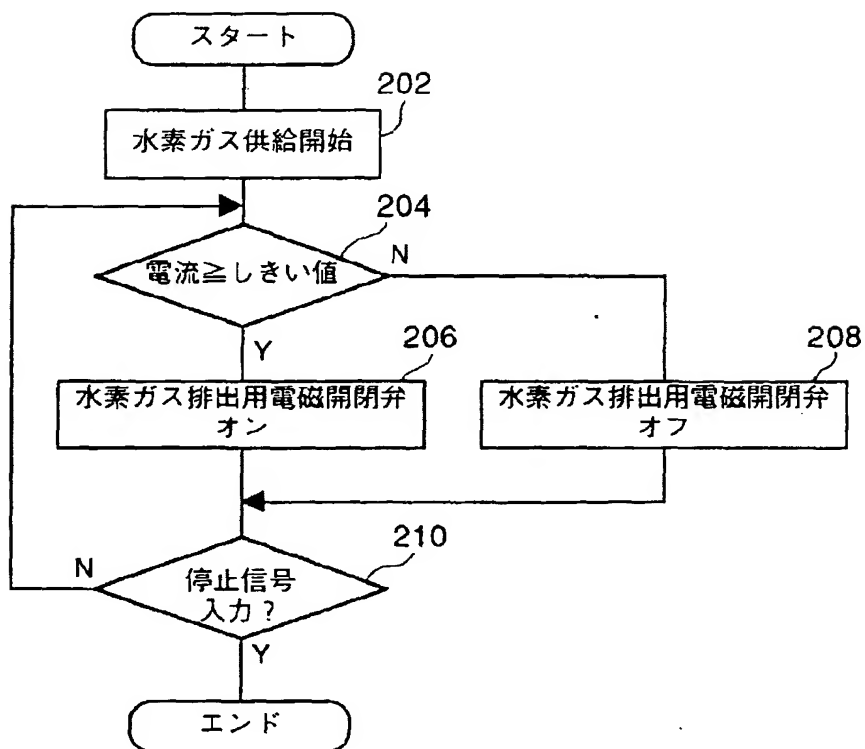 スタート
202
水素ガス供給開始
204
電流≧しきい値
N
Y
206
水素ガス排出用電磁開閉弁
オン
208
水素ガス排出用電磁開閉弁
オフ
210
N
停止信号
入力？
Y
エンド